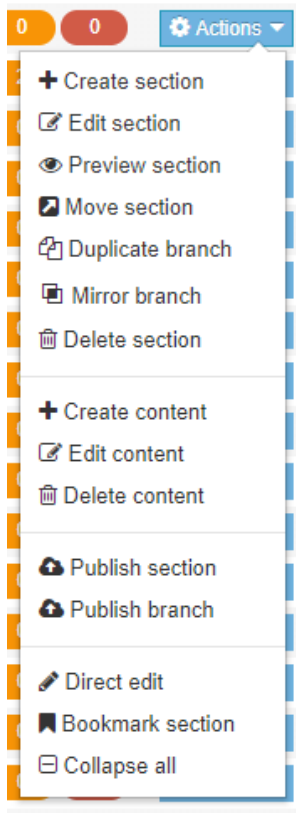 0 0 Actions
Create section
Edit section
Preview section
Move section
Duplicate branch
Mirror branch
Delete section
Create content
Edit content
Delete content
Publish section
Publish branch
Direct edit
Bookmark section
Collapse all